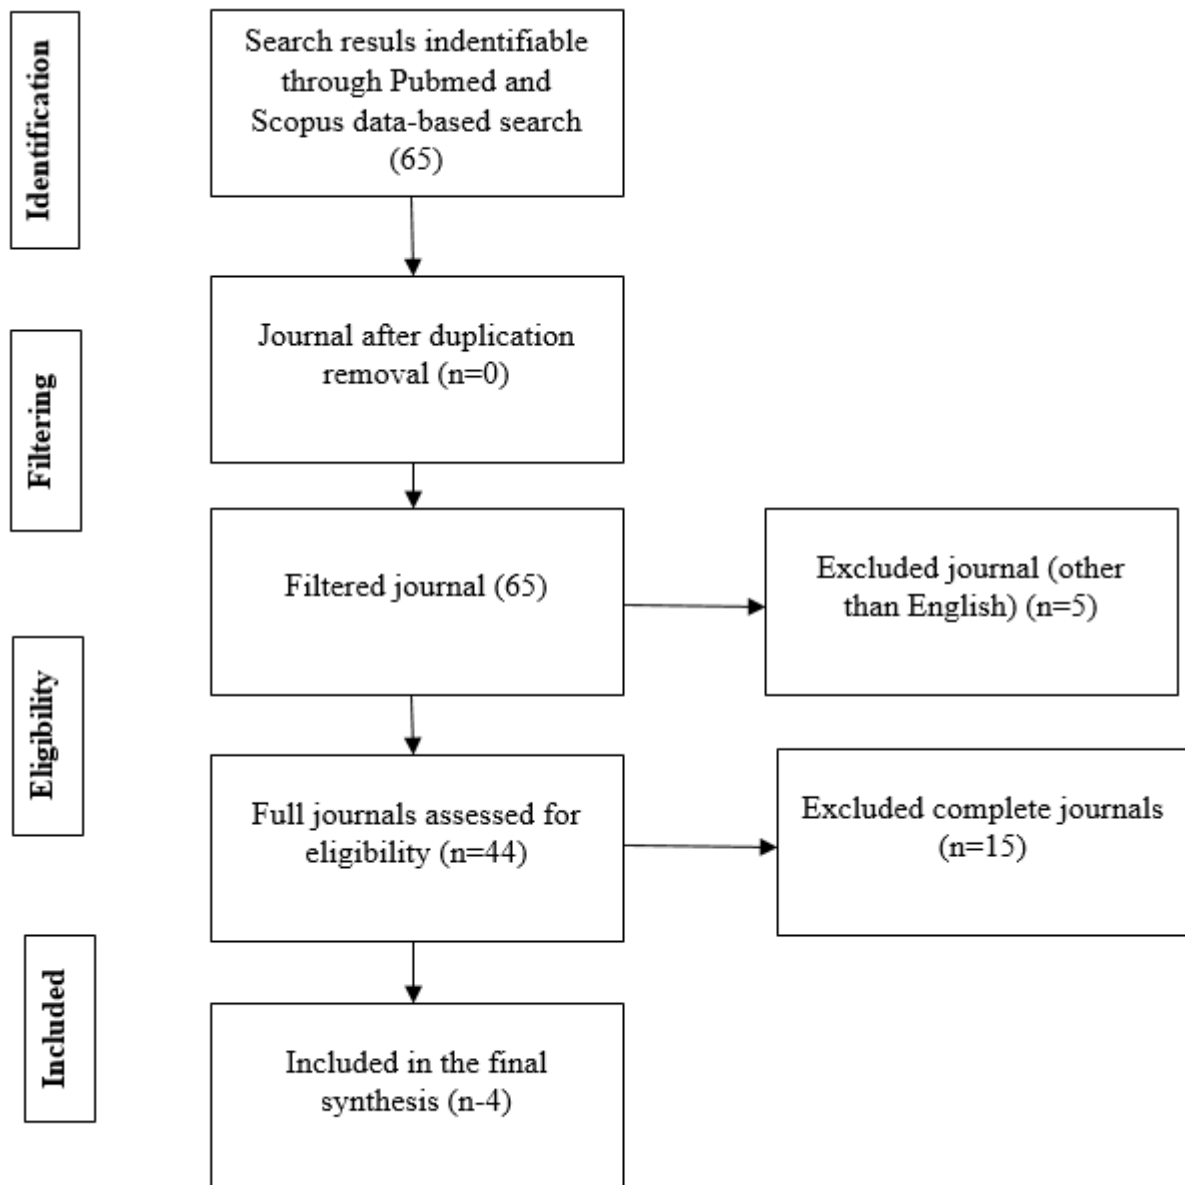 Identification
Search resuls indentifiable
through Pubmed and
Scopus data-based search
(65)
Filtering
Journal after duplication
removal (n=0)
Filtered journal (65)
Excluded journal (other
than English) (n=5)
Eligibility
Full journals assessed for
eligibility (n=44)
Excluded complete journals
(n=15)
Included
Included in the final
synthesis (n-4)